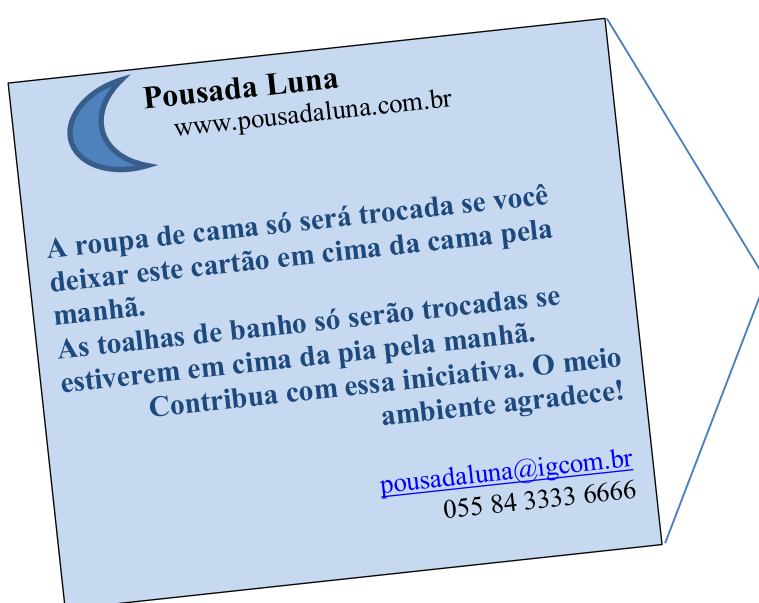 Pousada Luna
www.pousadaluna.com.br
A roupa de cama só será trocada se você
deixar este cartão em cima da cama pela
manhã.
As toalhas de banho só serão trocadas se
estiverem em cima da pia pela manhã.
Contribua com essa iniciativa. O meio
ambiente agradece!
pousadaluna@igcom.br
055 84 3333 6666